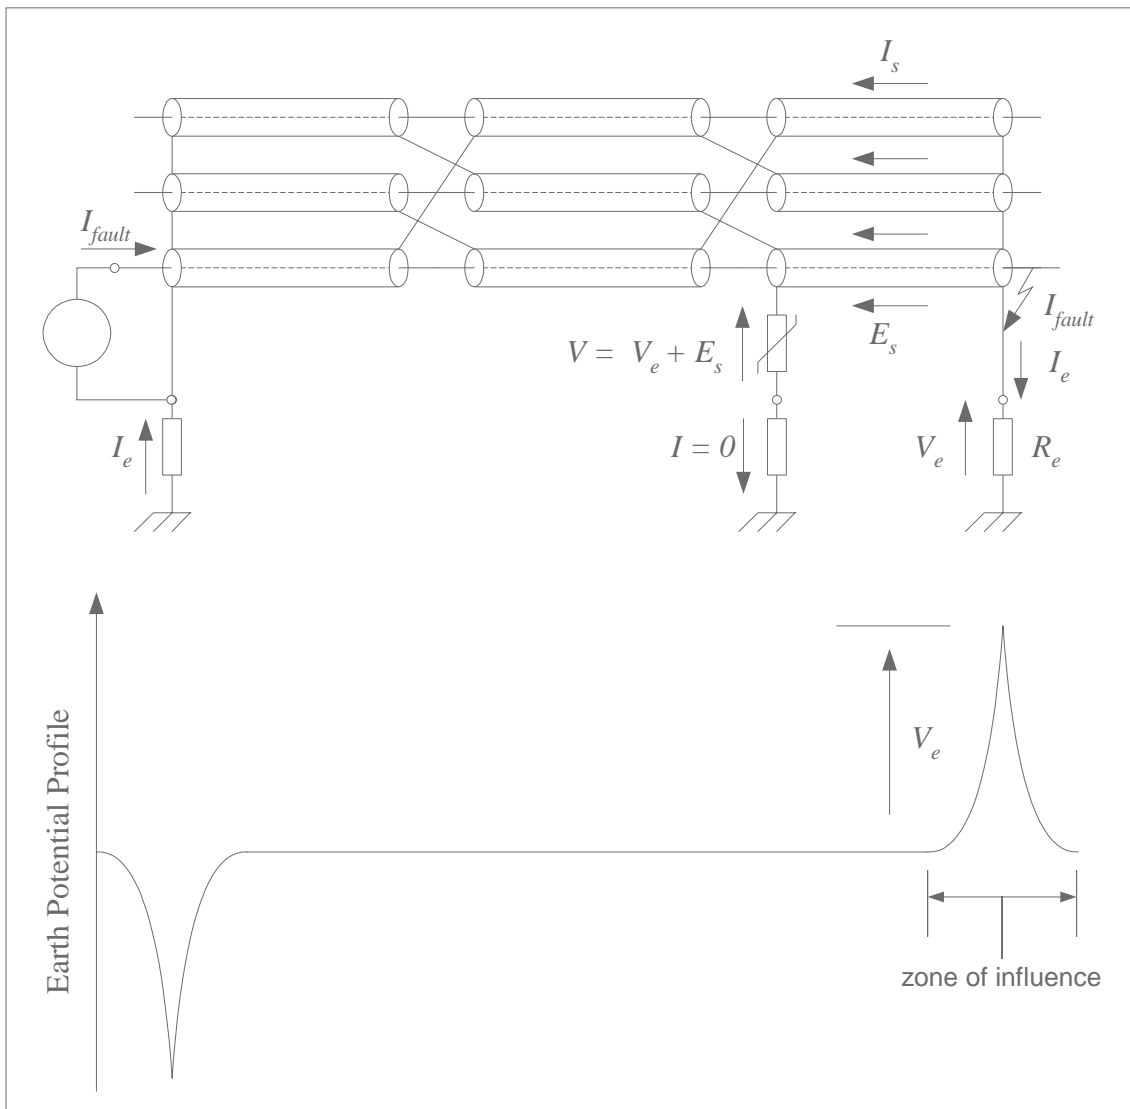 I_s
I_fault
I_fault
V = V_e + E_s
E_s
I_e
I_e
I = 0
V_e
R_e
Earth Potential Profile
V_e
zone of influence